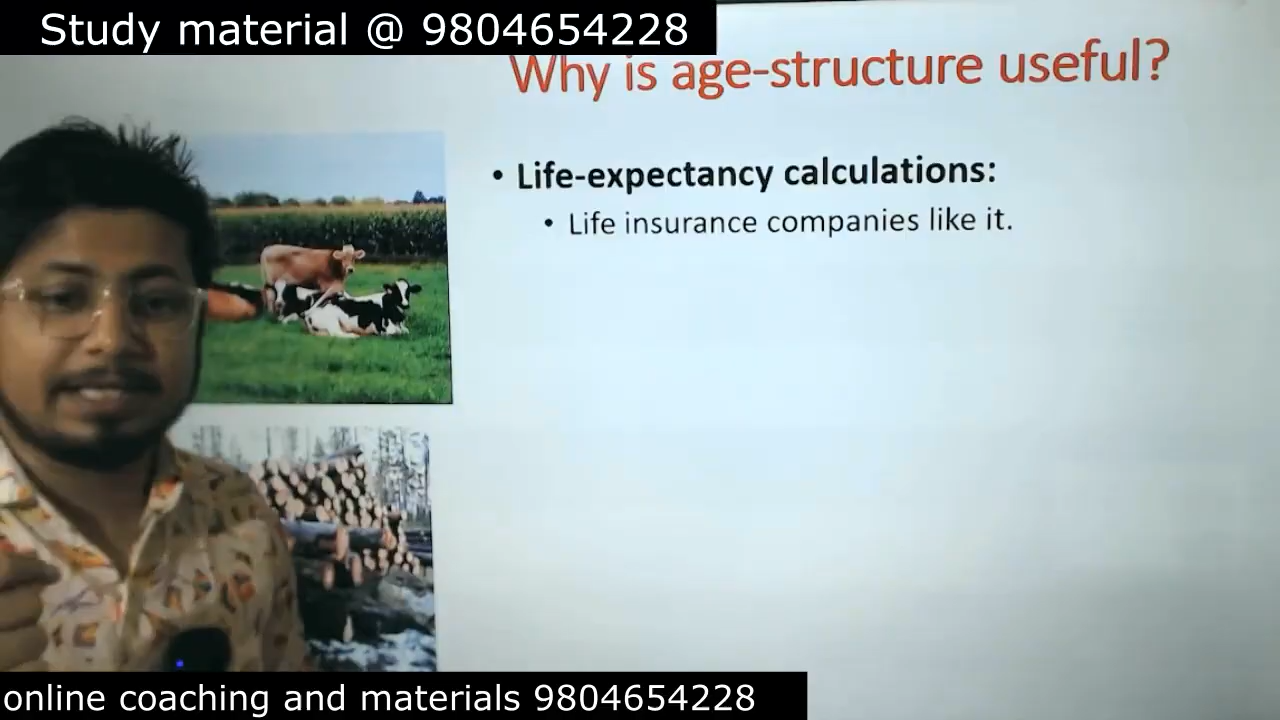 Study material @ 9804654228
Why is age-structure useful?
• Life-expectancy calculations:
• Life insurance companies like it.
online coaching and materials 9804654228